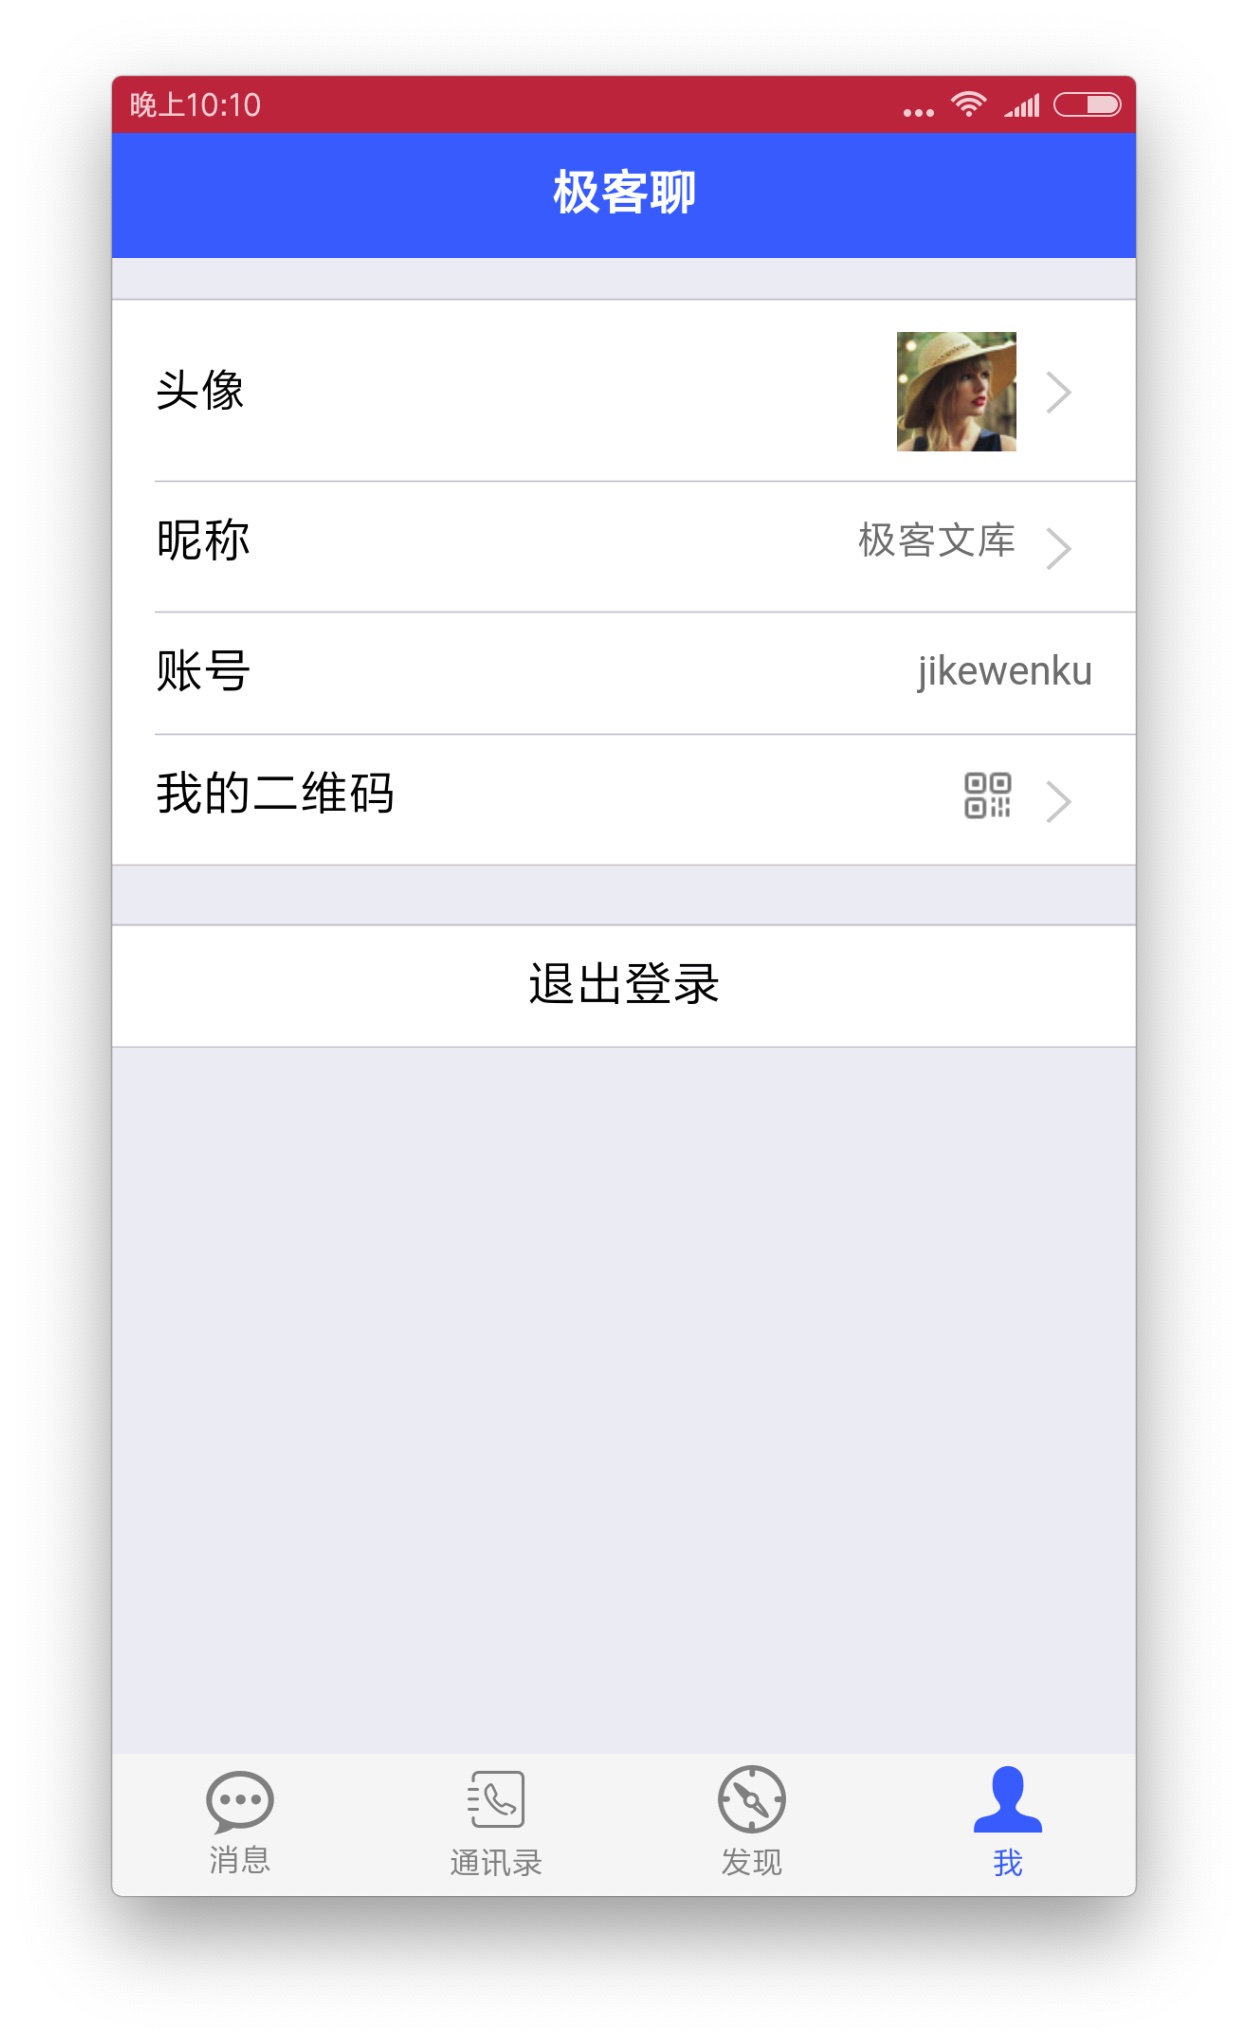 晚上10:10
极客聊
头像
昵称
极客文库
账号
jikewenku
我的二维码
退出登录
消息
通讯录
发现
我